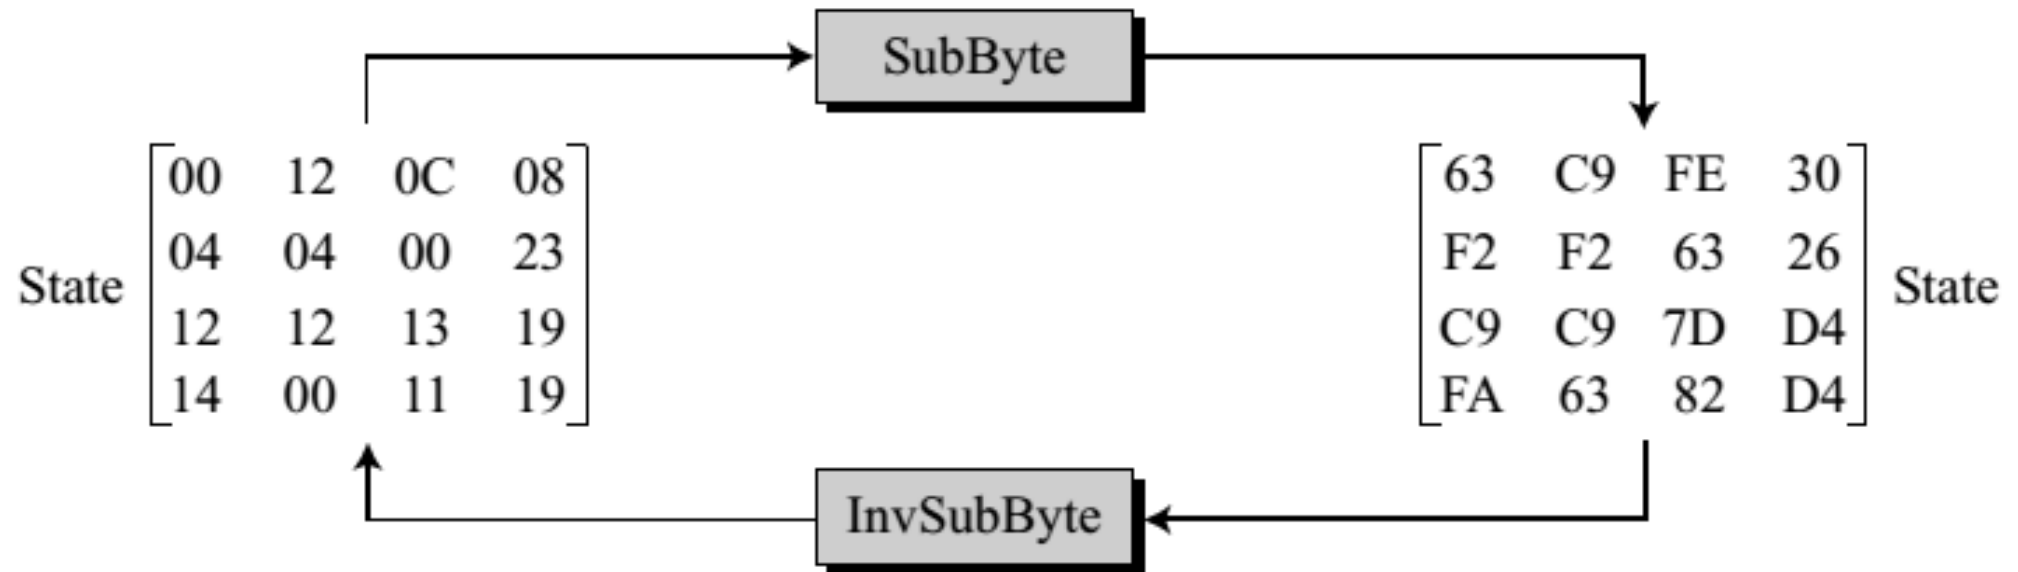 SubByte
00 12 0C 08
04 04 00 23
12 12 13 19
14 00 11 19
State
63 C9 FE 30
F2 F2 63 26
C9 C9 7D D4
FA 63 82 D4
State
InvSubByte